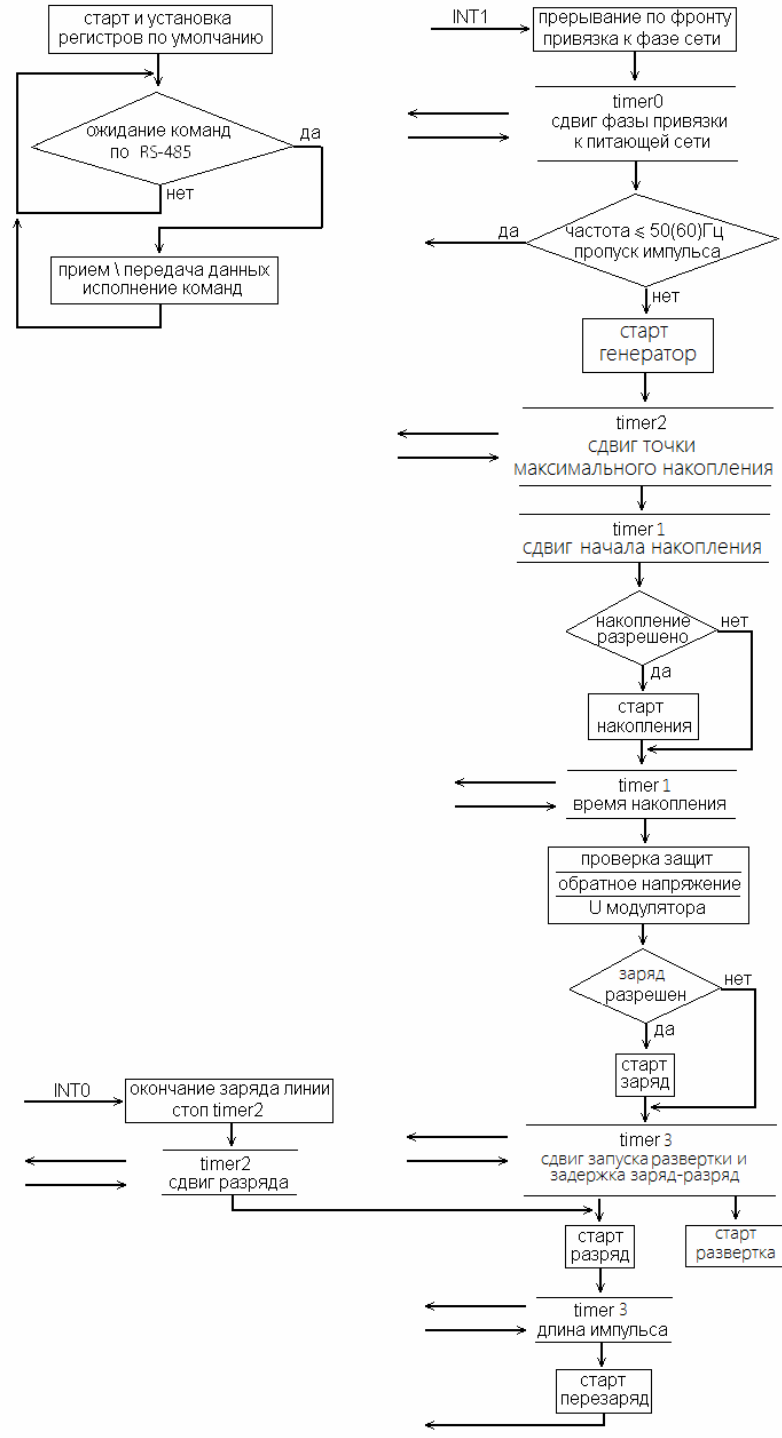 старт и установка
регистров по умолчанию
ожидание команд
по RS-485
да
нет
прием \ передача данных
исполнение команд
INT1
прерывание по фронту
привязка к фазе сети
timer0
сдвиг фазы привязки
к питающей сети
да
частота ⩽ 50(60)Гц
пропуск импульса
нет
старт
генератор
timer2
сдвиг точки
максимального накопления
timer 1
сдвиг начала накопления
накопление
разрешено
нет
да
старт
накопления
timer 1
время накопления
проверка защит
обратное напряжение
U модулятора
заряд
разрешен
нет
да
старт
заряд
INT0
окончание заряда линии
стоп timer2
timer2
сдвиг разряда
timer 3
сдвиг запуска развертки и
задержка заряд-разряд
старт
разряд
старт
развертка
timer 3
длина импульса
старт
перезаряд